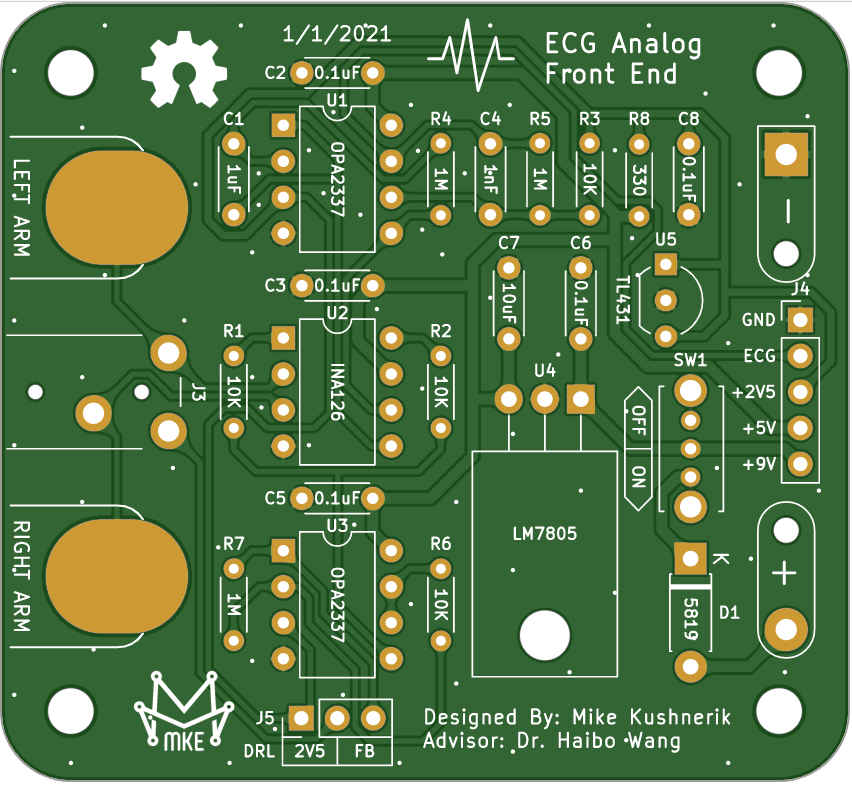 1/1/2021
ECG Analog
Front End
C2
0.1uF
U1
C1
1uF
OPA2337
R4
1M
C4
1nF
R5
1M
R3
10K
R8
330
C8
0.1uF
LEFT ARM
C3
0.1uF
U2
C7
10uF
C6
0.1uF
U5
TL431
J4
GND
ECG
+2V5
+5V
+9V
R1
10K
INA126
R2
10K
J3
U4
SW1
OFF
ON
C5
0.1uF
U3
LM7805
RIGHT ARM
R7
1M
OPA2337
R6
10K
K
5819
D1
+
MKE
J5
DRL
2V5
FB
Designed By: Mike Kushnerik
Advisor: Dr. Haibo Wang